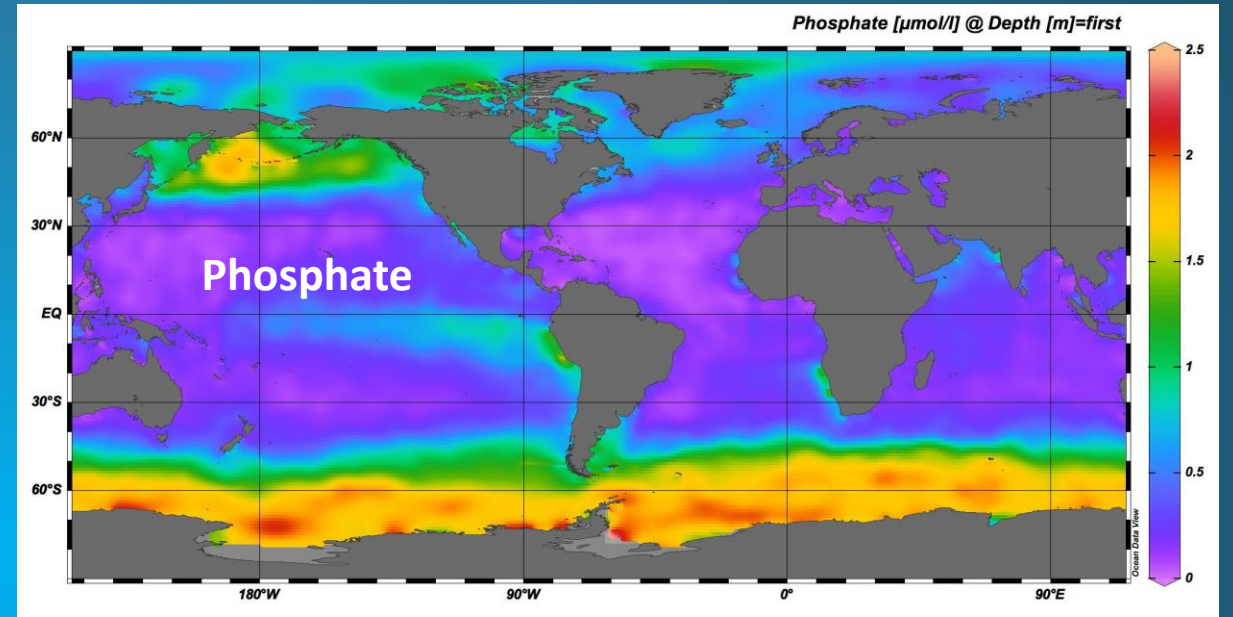 Phosphate [μmol/l] @ Depth [m]=first
2.5
60°N
2
30°N
Phosphate
1.5
EQ
1
30°S
0.5
60°S
Ocean Data View
0
180°W
90°W
0°
90°E